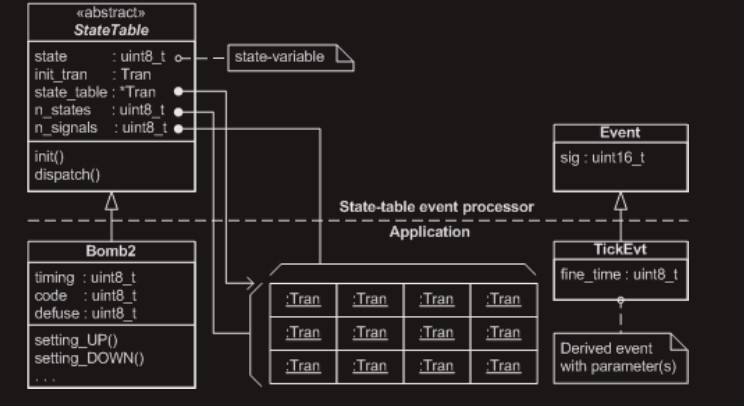 «abstract»
StateTable
state : uint8_t
init_tran : Tran
state_table : *Tran
n_states : uint8_t
n_signals : uint8_t
init()
dispatch()
state-variable
Event
sig : uint16_t
State-table event processor
Application
Bomb2
timing : uint8_t
code : uint8_t
defuse : uint8_t
setting_UP()
setting_DOWN()
. . .
:Tran :Tran :Tran :Tran
:Tran :Tran :Tran :Tran
:Tran :Tran :Tran :Tran
TickEvt
fine_time : uint8_t
Derived event
with parameter(s)